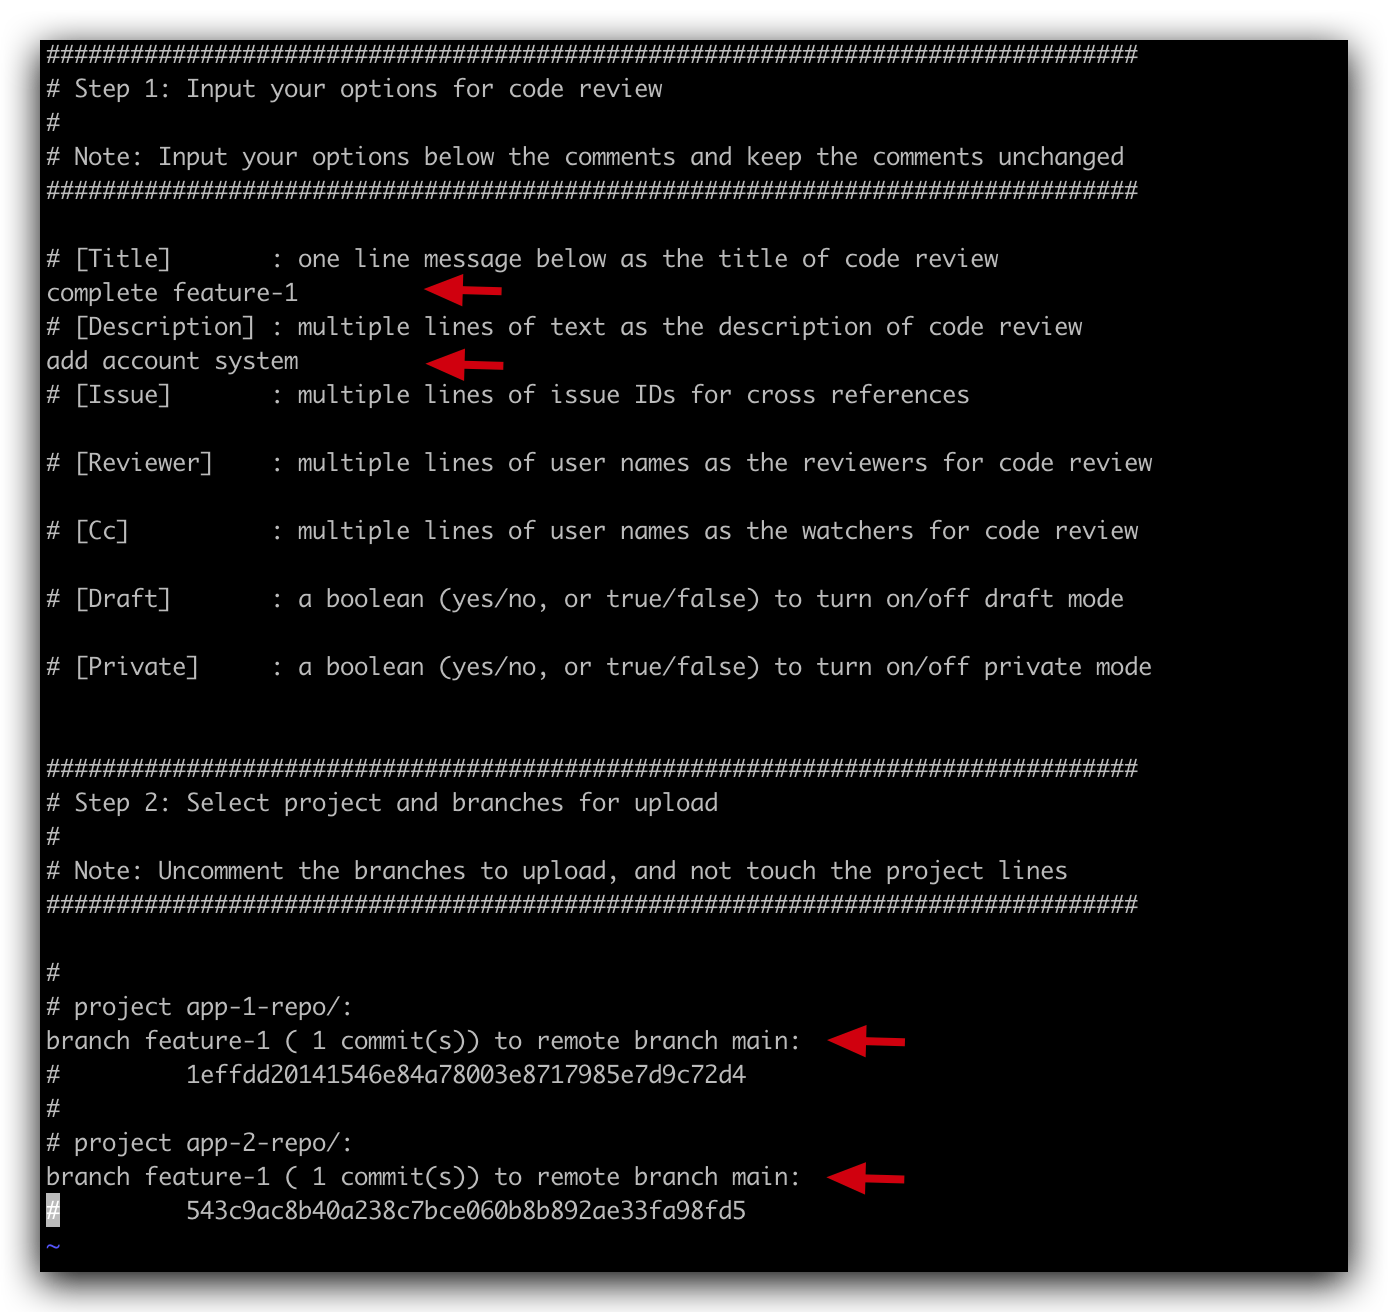 ##############################################################################
# Step 1: Input your options for code review
#
# Note: Input your options below the comments and keep the comments unchanged
##############################################################################
# [Title]       : one line message below as the title of code review
complete feature-1
# [Description] : multiple lines of text as the description of code review
add account system
# [Issue]       : multiple lines of issue IDs for cross references
# [Reviewer]    : multiple lines of user names as the reviewers for code review
# [Cc]          : multiple lines of user names as the watchers for code review
# [Draft]       : a boolean (yes/no, or true/false) to turn on/off draft mode
# [Private]     : a boolean (yes/no, or true/false) to turn on/off private mode
##############################################################################
# Step 2: Select project and branches for upload
#
# Note: Uncomment the branches to upload, and not touch the project lines
##############################################################################
#
# project app-1-repo/:
branch feature-1 ( 1 commit(s)) to remote branch main:
#         1effdd20141546e84a78003e8717985e7d9c72d4
#
# project app-2-repo/:
branch feature-1 ( 1 commit(s)) to remote branch main:
#         543c9ac8b40a238c7bce060b8b892ae33fa98fd5
~